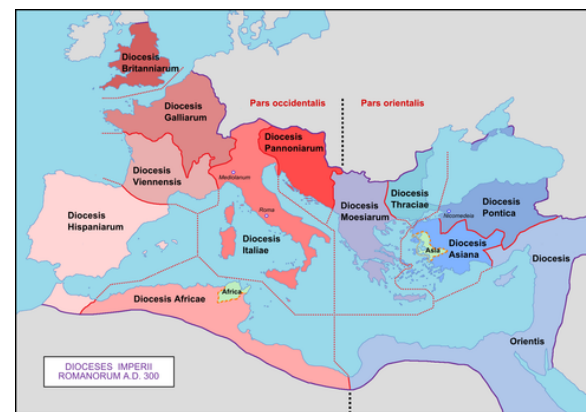 Diocesis
Britanniarum
Diocesis
Galliarum
Pars occidentalis
Pars orientalis
Diocesis
Pannoniarum
Diocesis
Viennensis
Mediolanum
Diocesis
Thraciae
Diocesis
Pontica
Nicomedeia
Diocesis
Hispaniarum
Roma
Diocesis
Moesiarum
Diocesis
Italiae
Asia
Diocesis
Asiana
Diocesis
Orientis
Diocesis Africae
Africa
DIOCESES IMPERII
ROMANORUM A.D. 300